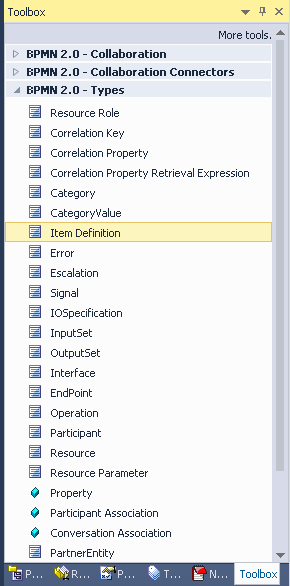 Toolbox
More tools.
BPMN 2.0 - Collaboration
BPMN 2.0 - Collaboration Connectors
BPMN 2.0 - Types
Resource Role
Correlation Key
Correlation Property
Correlation Property Retrieval Expression
Category
CategoryValue
Item Definition
Error
Escalation
Signal
IOSpecification
InputSet
OutputSet
Interface
EndPoint
Operation
Participant
Resource
Resource Parameter
Property
Participant Association
Conversation Association
PartnerEntity
P... R... P... T... N... Toolbox